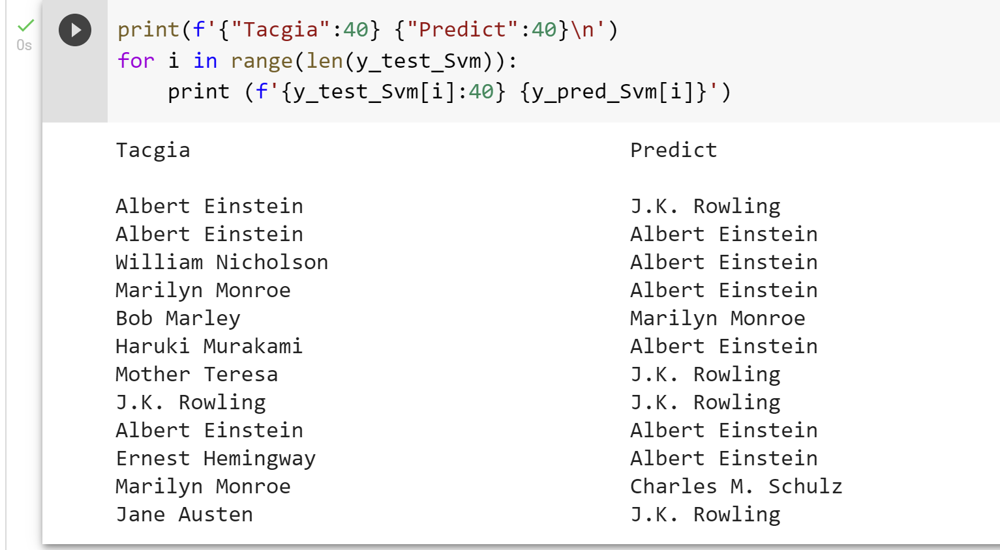 print(f'{"Tacgia":40} {"Predict":40}\n')
0s
for i in range(len(y_test_Svm)):
    print (f'{y_test_Svm[i]:40} {y_pred_Svm[i]}')
Tacgia Predict
Albert Einstein J.K. Rowling
Albert Einstein Albert Einstein
William Nicholson Albert Einstein
Marilyn Monroe Albert Einstein
Bob Marley Marilyn Monroe
Haruki Murakami Albert Einstein
Mother Teresa J.K. Rowling
J.K. Rowling J.K. Rowling
Albert Einstein Albert Einstein
Ernest Hemingway Albert Einstein
Marilyn Monroe Charles M. Schulz
Jane Austen J.K. Rowling